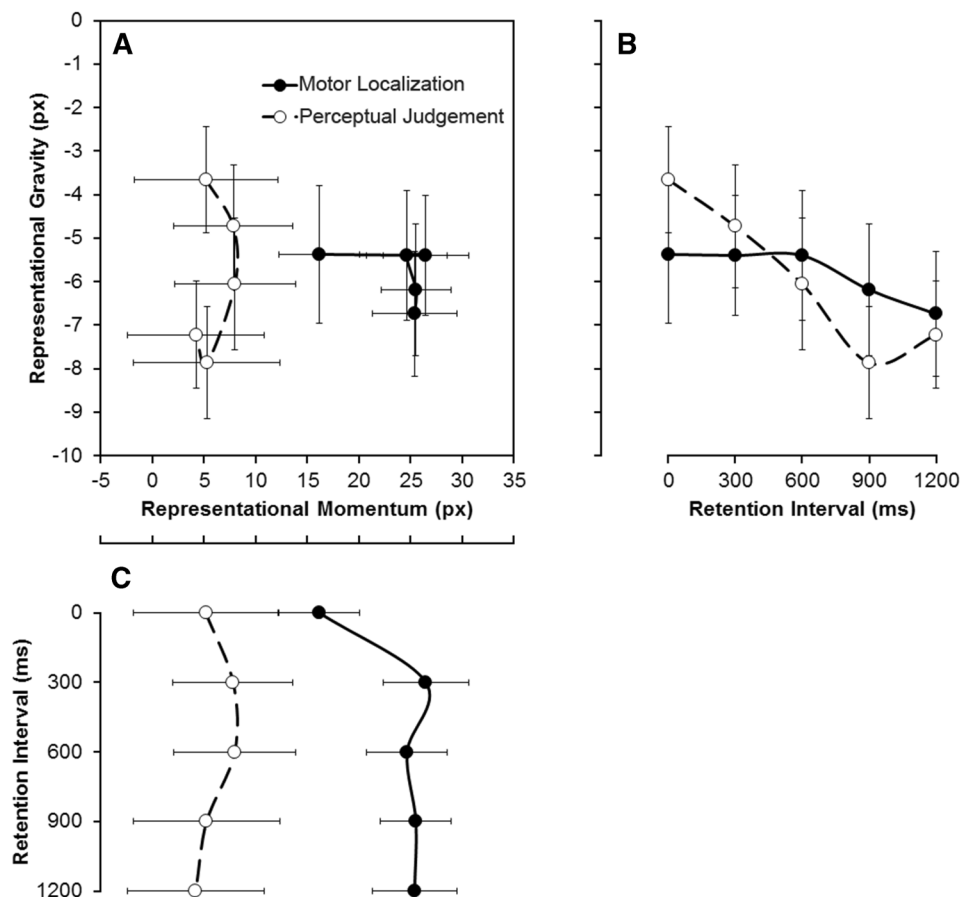 A
B
Motor Localization
Perceptual Judgement
Representational Gravity (px)
0
-1
-2
-3
-4
-5
-6
-7
-8
-9
-10
-5 0 5 10 15 20 25 30 35
Representational Momentum (px)
0 300 600 900 1200
Retention Interval (ms)
C
Retention Interval (ms)
0
300
600
900
1200